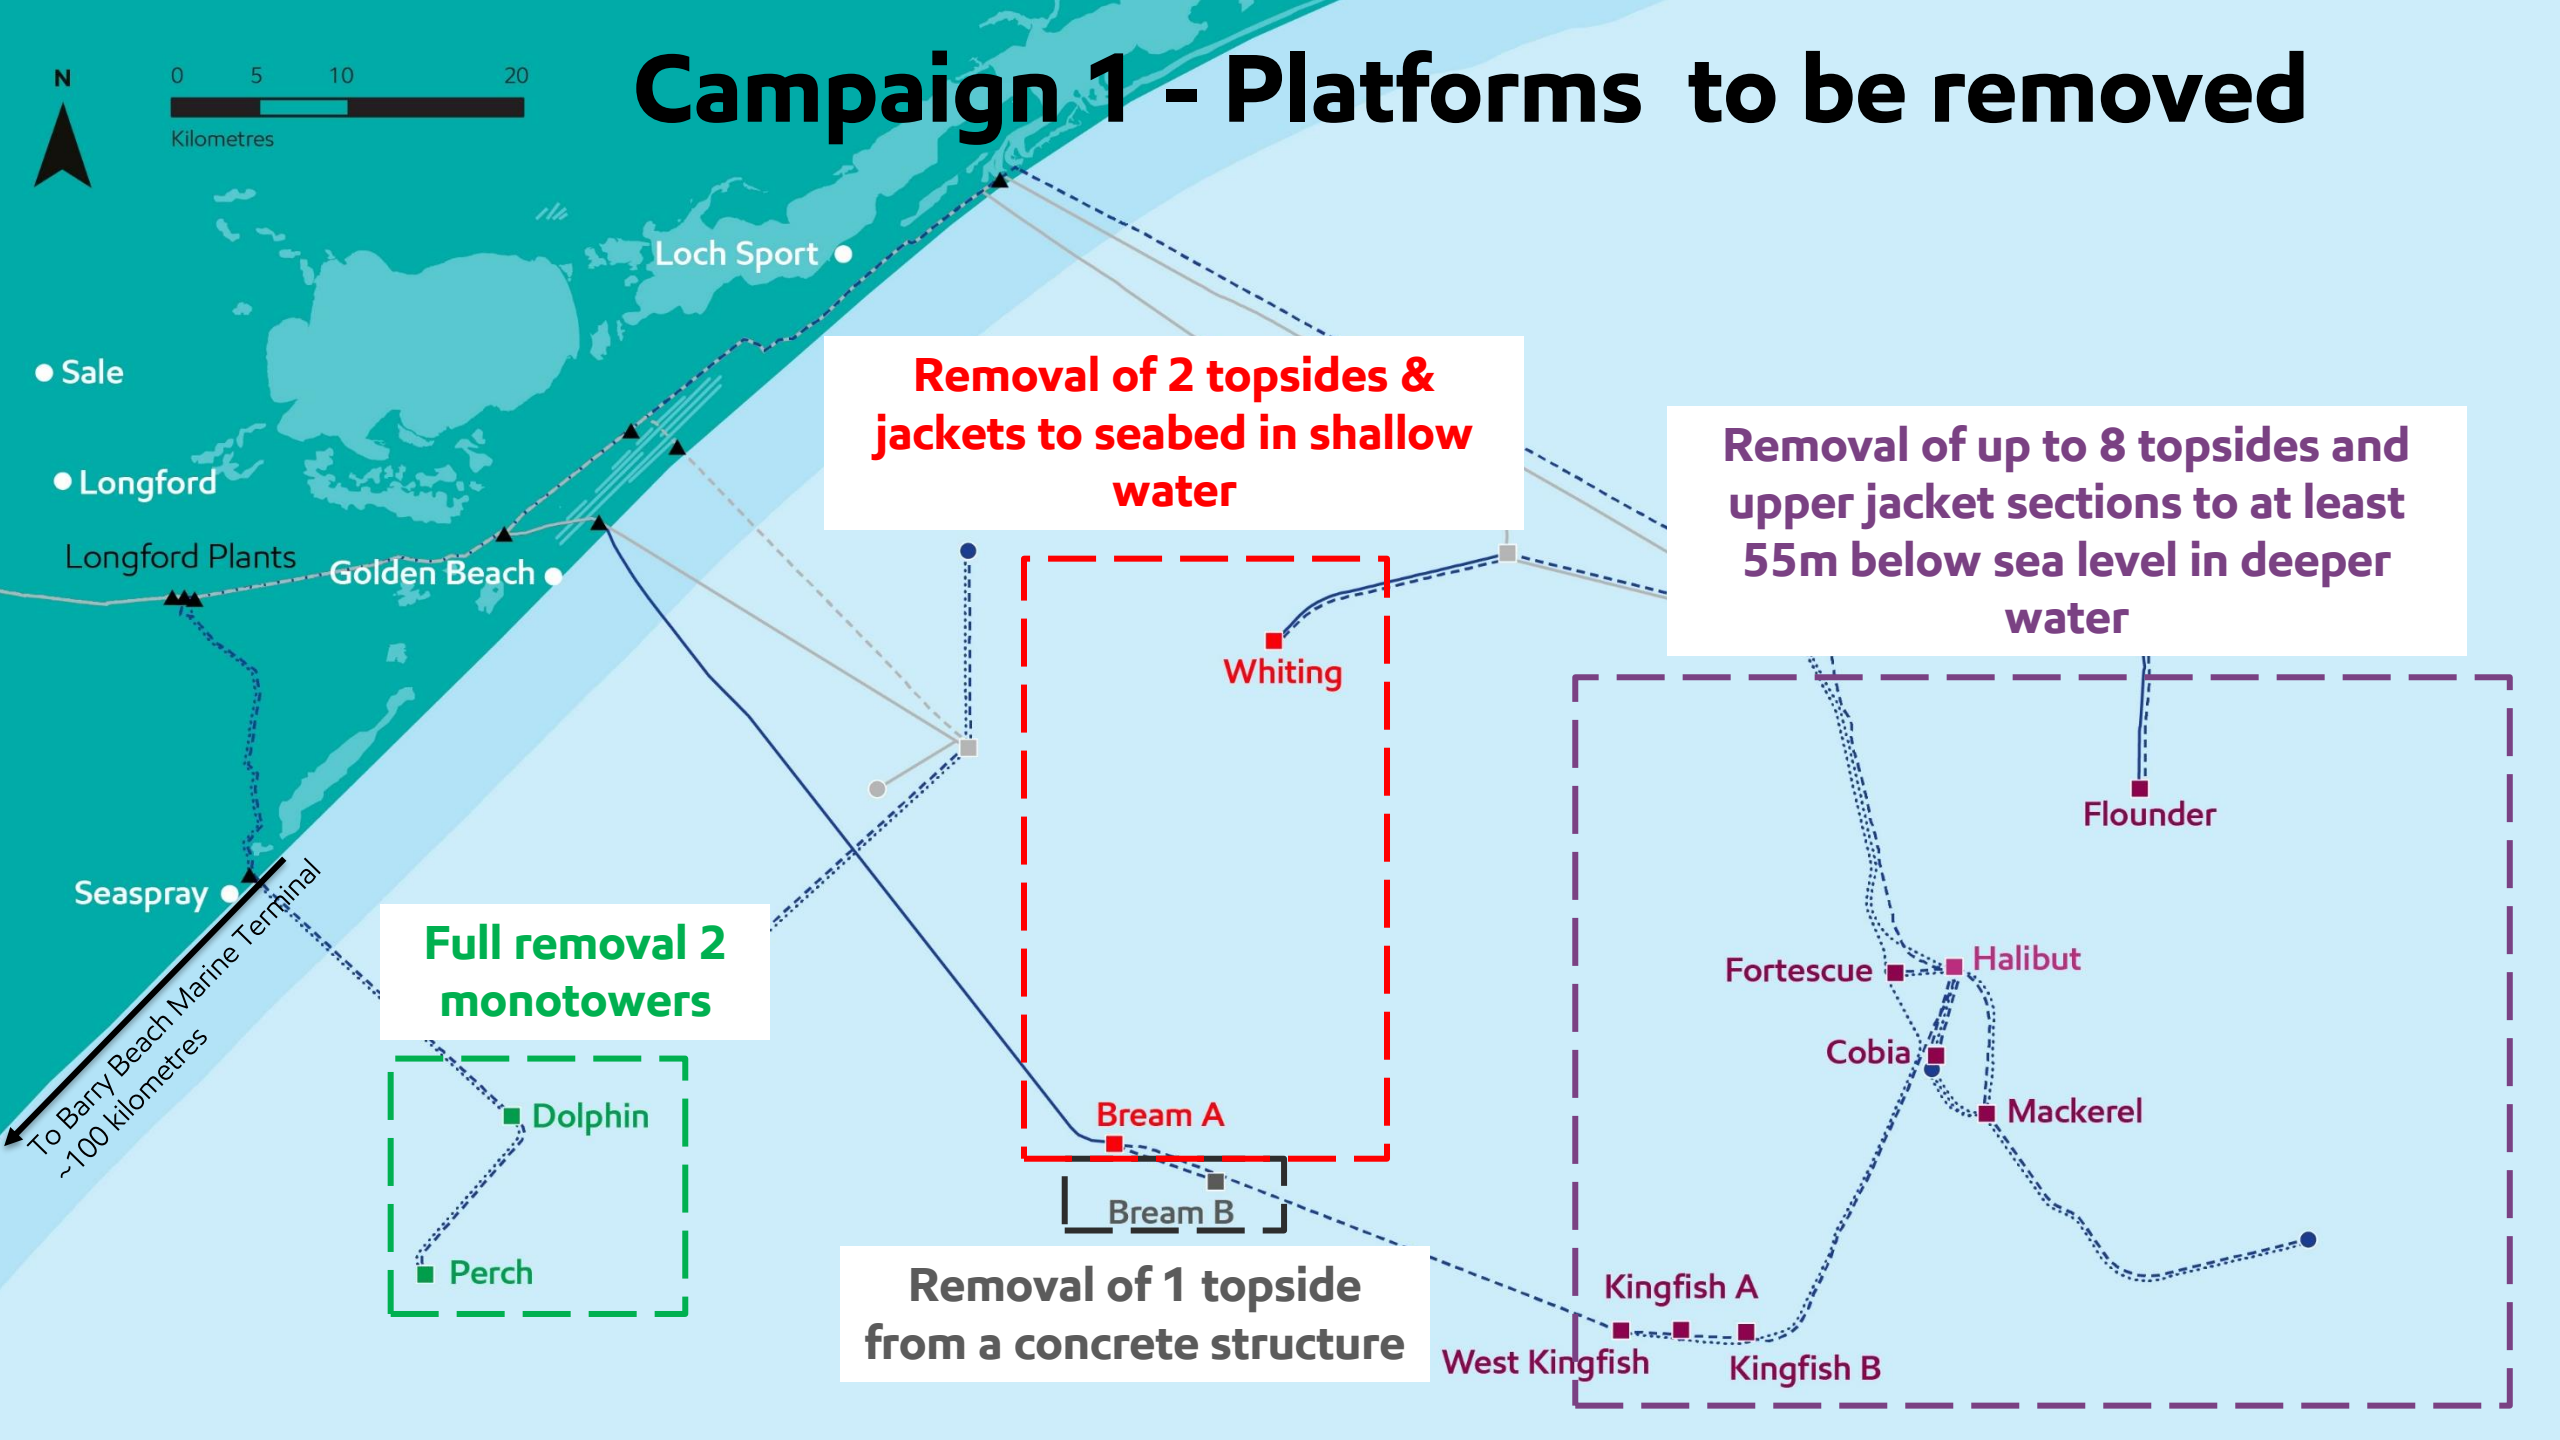 Campaign 1 - Platforms to be removed
N
0 5 10 20
Kilometres
Loch Sport
Sale
Longford
Longford Plants
Golden Beach
Seaspray
To Barry Beach Marine Terminal
~100 kilometres
Removal of 2 topsides &
jackets to seabed in shallow
water
Removal of up to 8 topsides and
upper jacket sections to at least
55m below sea level in deeper
water
Whiting
Flounder
Full removal 2
monotowers
Fortescue
Halibut
Cobia
Mackerel
Dolphin
Perch
Bream A
Bream B
Removal of 1 topside
from a concrete structure
Kingfish A
West Kingfish
Kingfish B